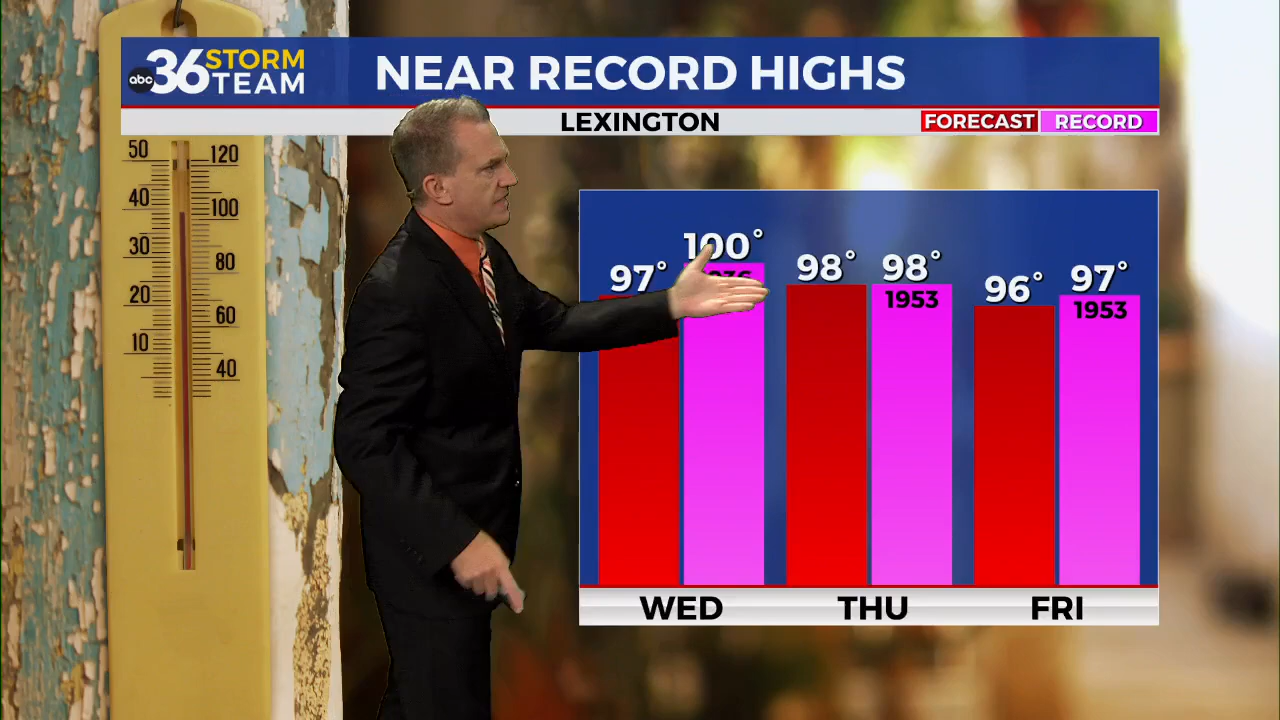 abc 36 STORM TEAM
NEAR RECORD HIGHS
LEXINGTON
FORECAST RECORD
50 120
40 100
30 80
20 60
10 40
97° 100° 98° 98° 96° 97°
1953 1953
WED THU FRI